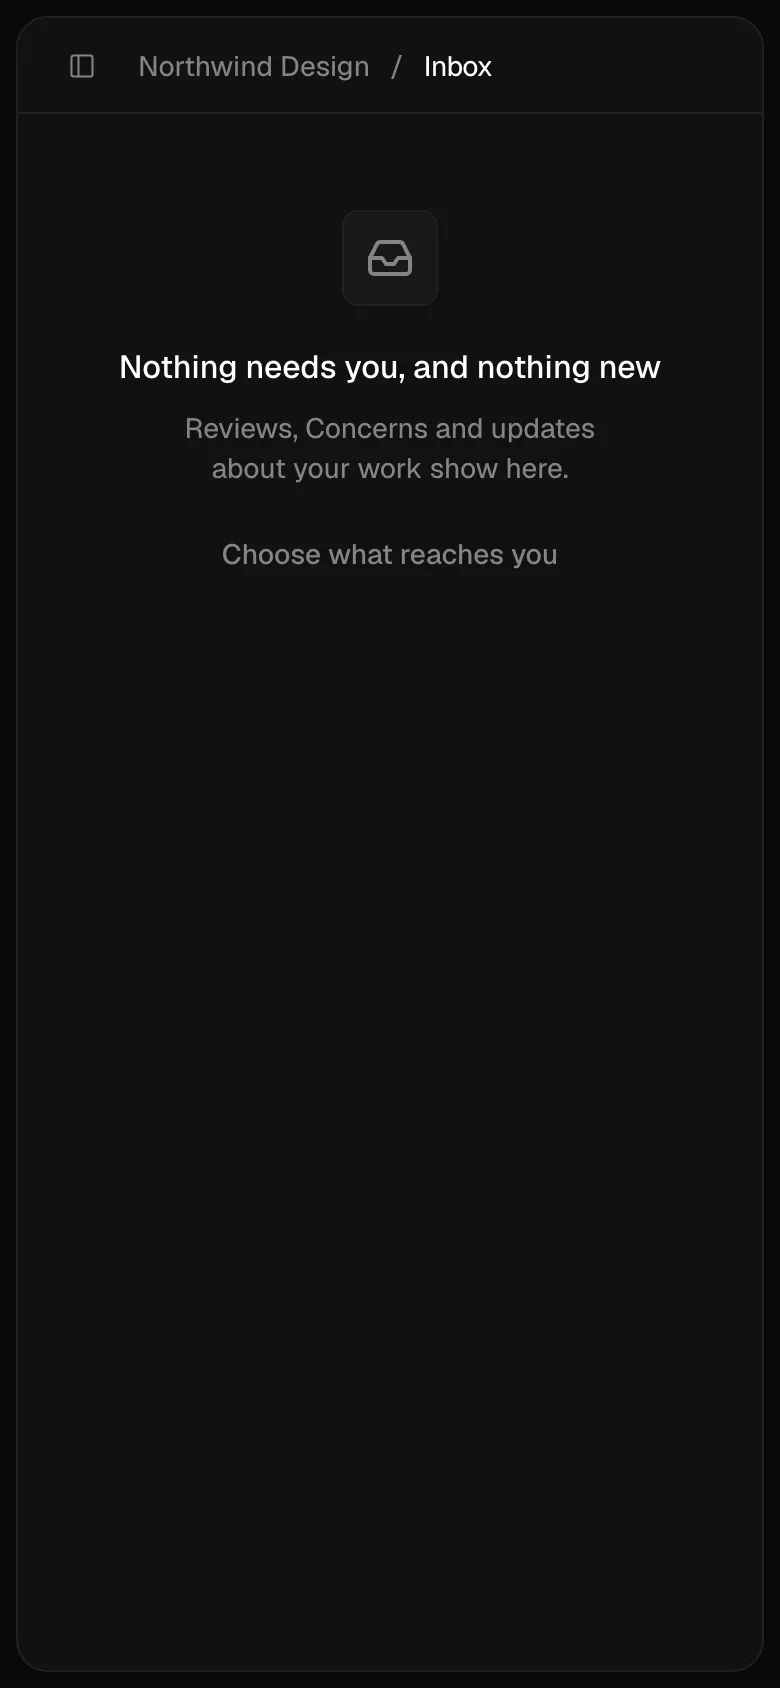 Northwind Design / Inbox
Nothing needs you, and nothing new
Reviews, Concerns and updates
about your work show here.
Choose what reaches you